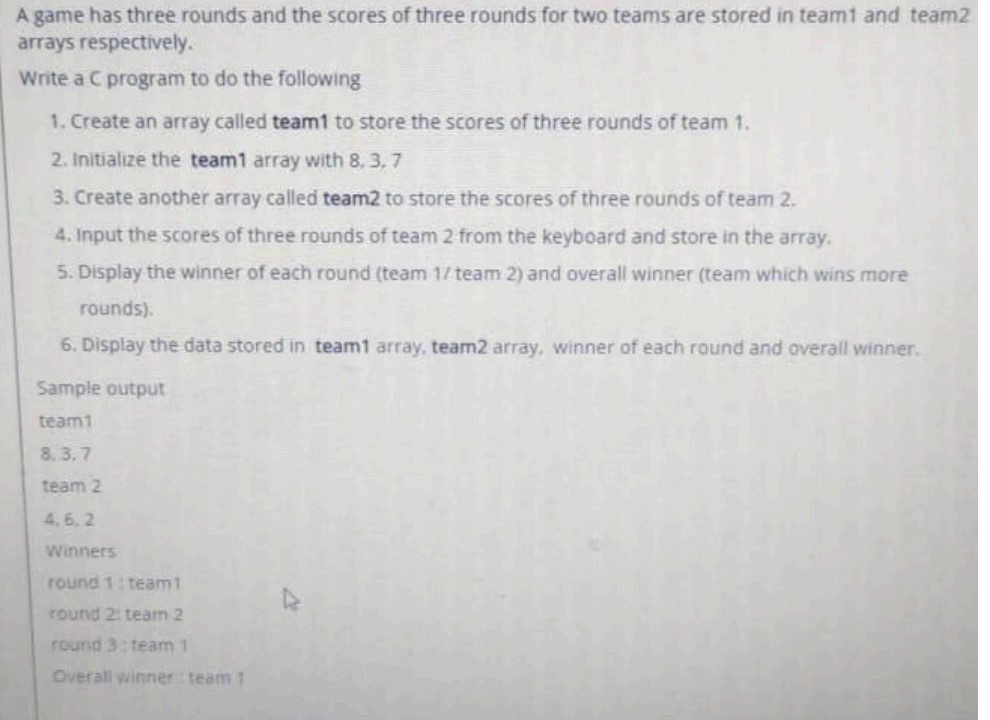 A game has three rounds and the scores of three rounds for two teams are stored in team1 and team2
arrays respectively.
Write a C program to do the following
1. Create an array called team1 to store the scores of three rounds of team 1.
2. Initialize the team1 array with 8, 3, 7
3. Create another array called team2 to store the scores of three rounds of team 2.
4. Input the scores of three rounds of team 2 from the keyboard and store in the array.
5. Display the winner of each round (team 1/ team 2) and overall winner (team which wins more
rounds).
6. Display the data stored in team1 array, team2 array, winner of each round and overall winner.
Sample output
team1
8, 3, 7
team 2
4, 6, 2
Winners
round 1 : team1
round 2: team 2
round 3 : team 1
Overall winner : team 1